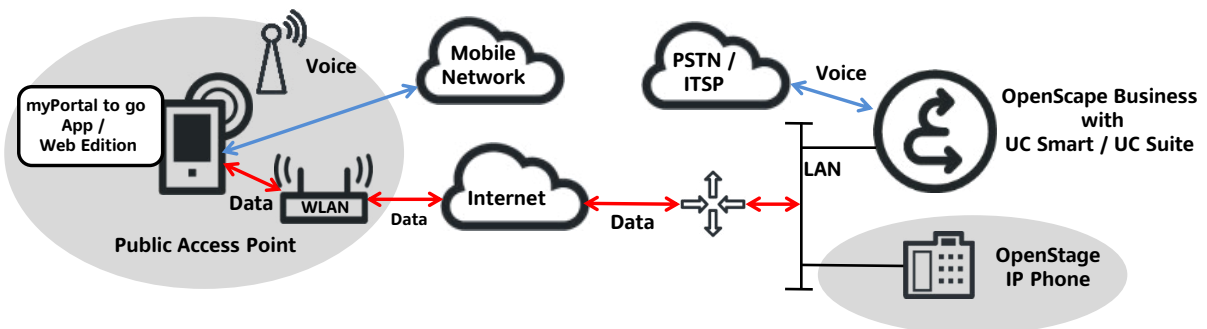 Voice
Mobile
Network
PSTN /
ITSP
Voice
OpenScape Business
with
UC Smart / UC Suite
myPortal to go
App /
Web Edition
LAN
Data
WLAN
Data
Internet
Data
Public Access Point
OpenStage
IP Phone